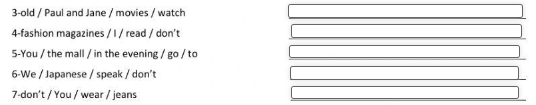 3-old / Paul and Jane / movies / watch
4-fashion magazines / I / read / don't
5-You / the mall / in the evening / go / to
6-We / Japanese / speak / don't
7-don't / You / wear / jeans